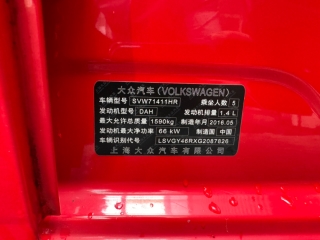 大众汽车(VOLKSWAGEN)
车辆型号 SVW71411HR 乘坐人数 5
发动机型号 DAH 发动机排量 1.4 L
最大允许总质量 1590kg 制造年月 2016.05
发动机最大净功率 66 kW 制造国 中国
车辆识别代号 LSVGY46RXG2087926
上海大众汽车有限公司